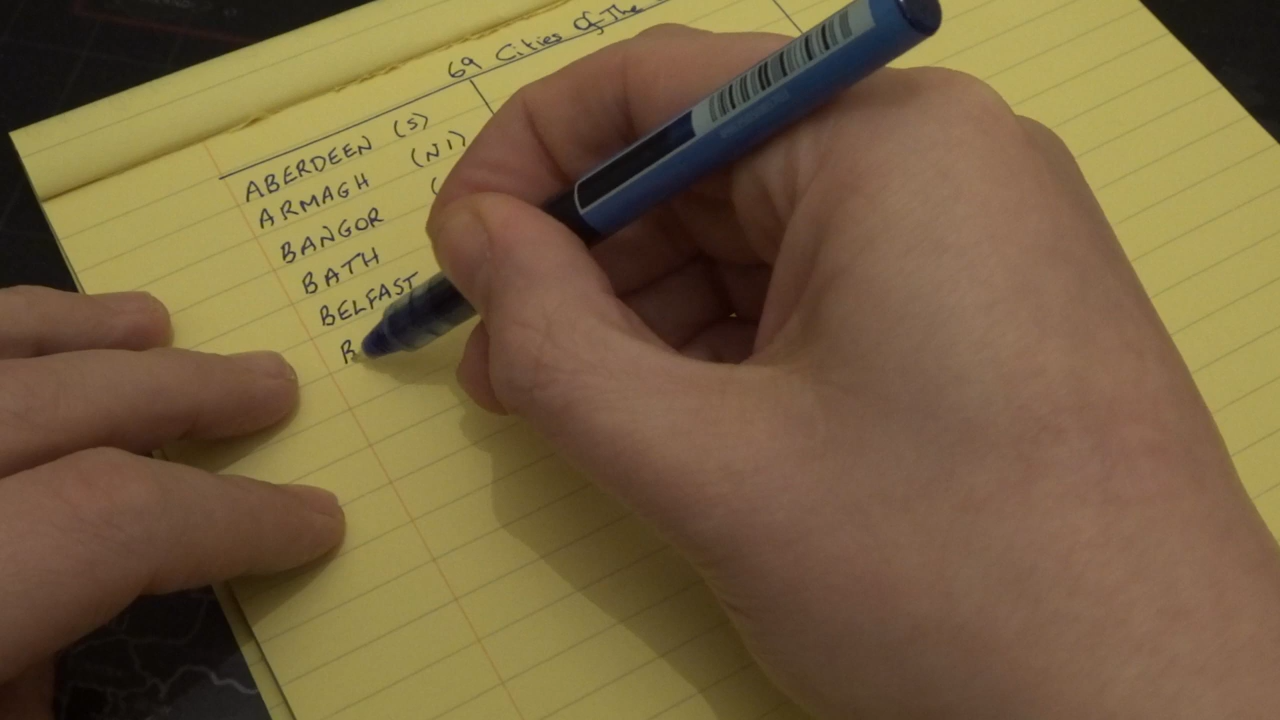 69 Cities Of The
ABERDEEN (S)
ARMAGH (NI)
BANGOR (
BATH
BELFAST
B